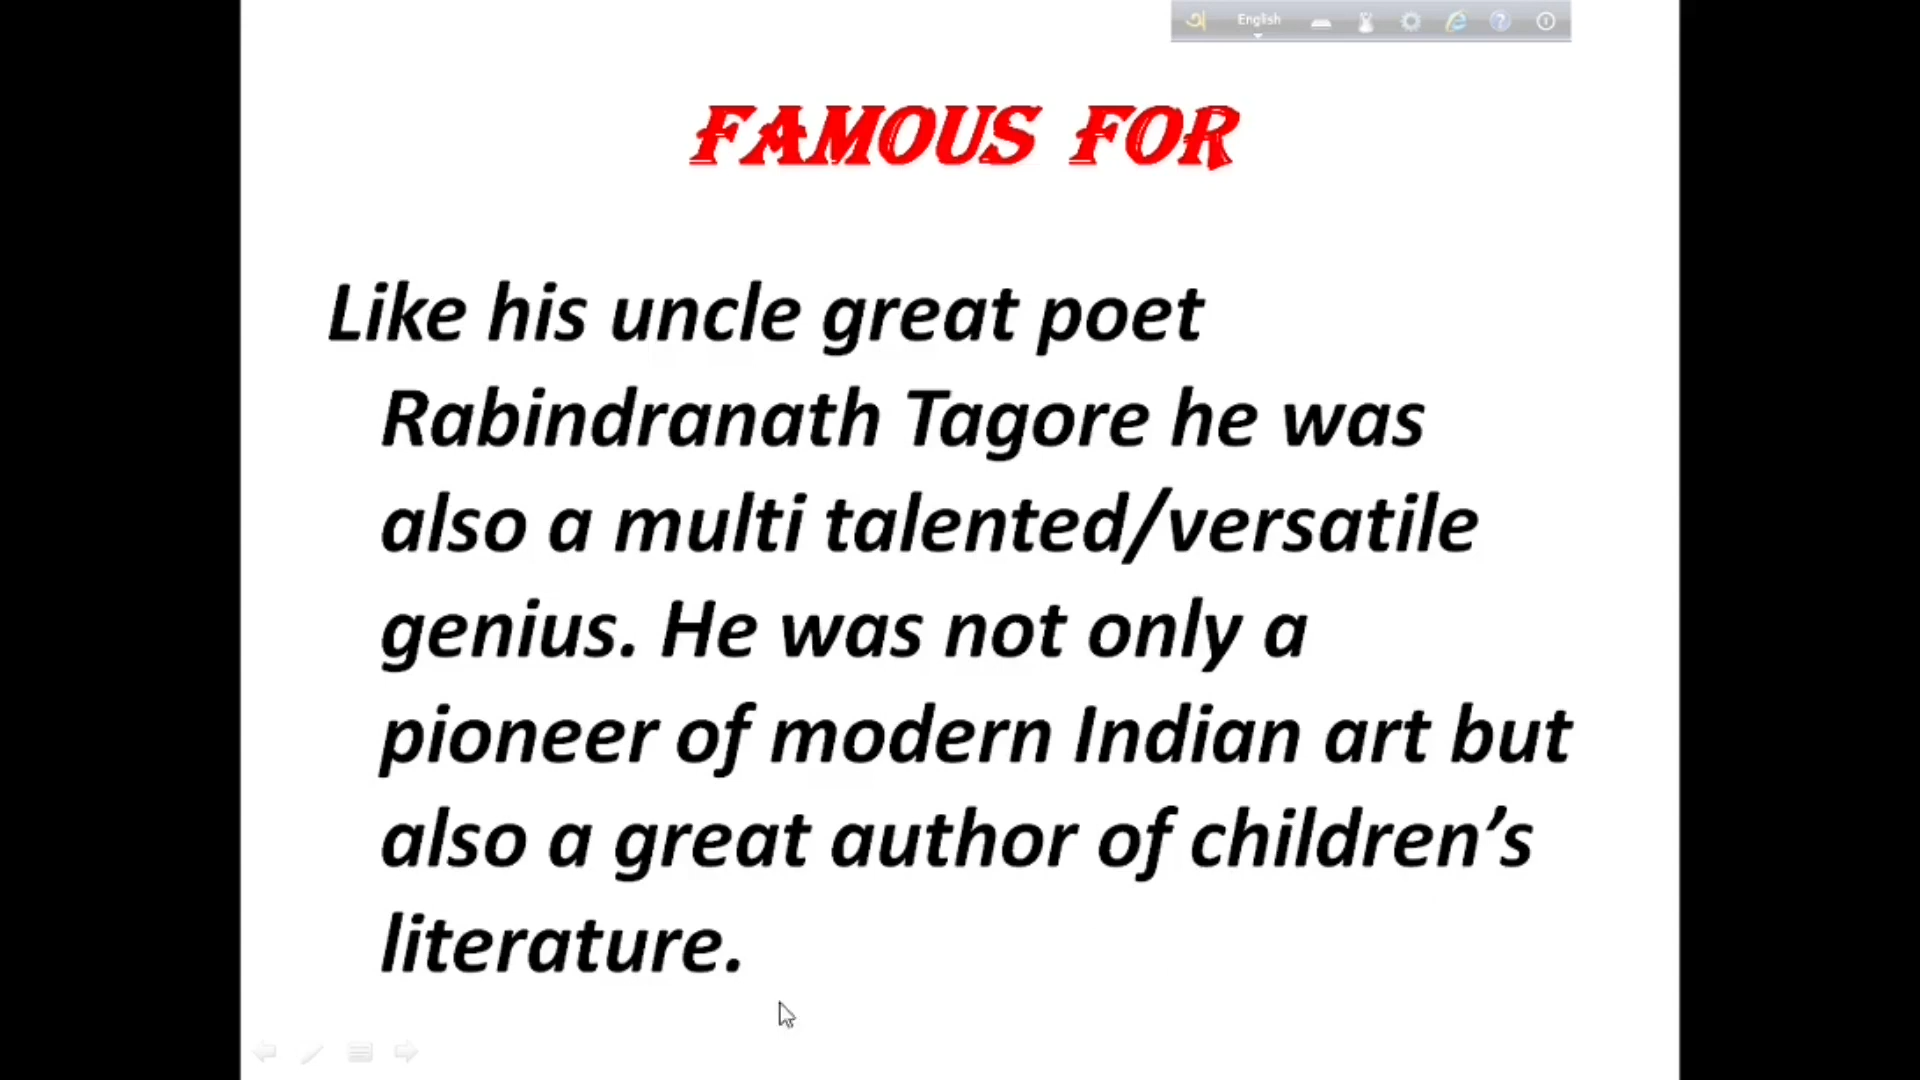 অ English
FAMOUS FOR
Like his uncle great poet
Rabindranath Tagore he was
also a multi talented/versatile
genius. He was not only a
pioneer of modern Indian art but
also a great author of children’s
literature.